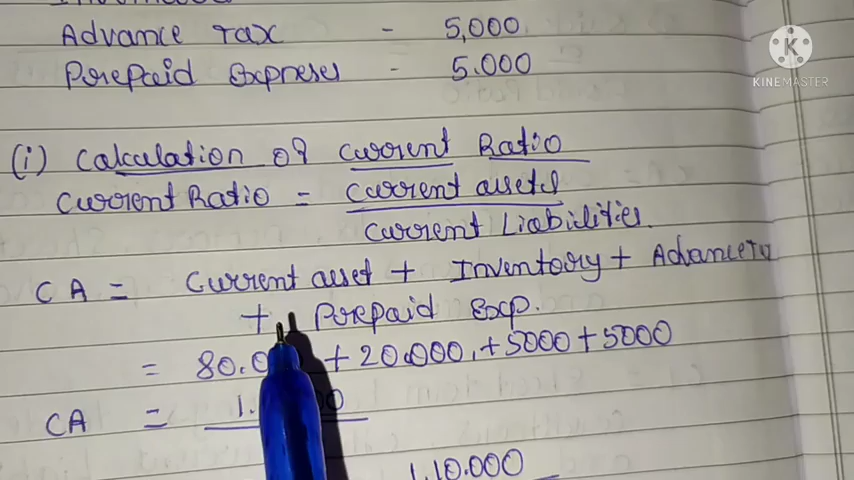 Advance Tax - 5,000
Prepaid Expneses - 5.000
K
KINEMASTER
(i) Calculation of Current Ratio
Current Ratio = Current assets
Current Liabilities.
CA = Current asset + Inventory + Advance
+ Prepaid Exp.
= + 20.000, + 5000 + 5000
CA =
1,10.000